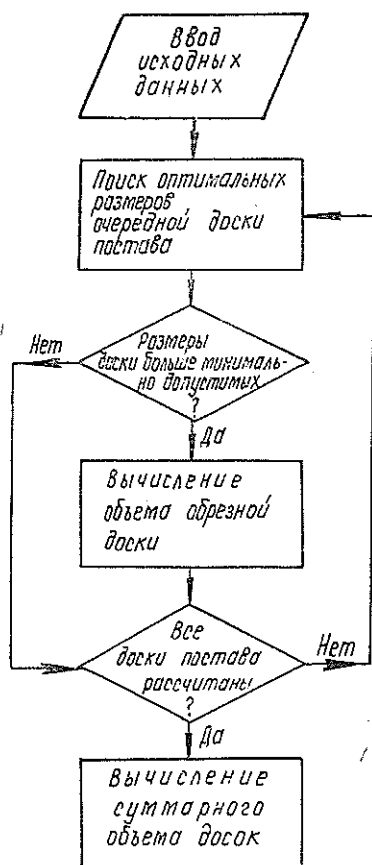 Ввод
исходных
данных
Поиск оптимальных
размеров
очередной доски
постава
Размеры
доски больше минималь-
но допустимых
?
Нет
Да
Вычисление
объема обрезной
доски
Все
доски постава
рассчитаны
?
Нет
Да
Вычисление
суммарного
объема досок